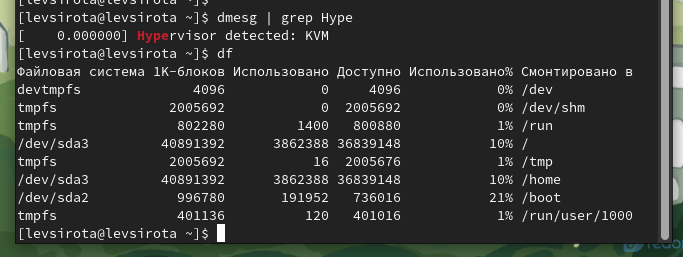 [levsirota@levsirota ~]$ dmesg | grep Hype
[    0.000000] Hypervisor detected: KVM
[levsirota@levsirota ~]$ df
Файловая система 1K-блоков Использовано Доступно Использовано% Смонтировано в
devtmpfs              4096            0     4096            0% /dev
tmpfs              2005692            0  2005692            0% /dev/shm
tmpfs               802280         1400   800880            1% /run
/dev/sda3         40891392      3862388 36839148           10% /
tmpfs              2005692           16  2005676            1% /tmp
/dev/sda3         40891392      3862388 36839148           10% /home
/dev/sda2           996780       191952   736016           21% /boot
tmpfs               401136          120   401016            1% /run/user/1000
[levsirota@levsirota ~]$